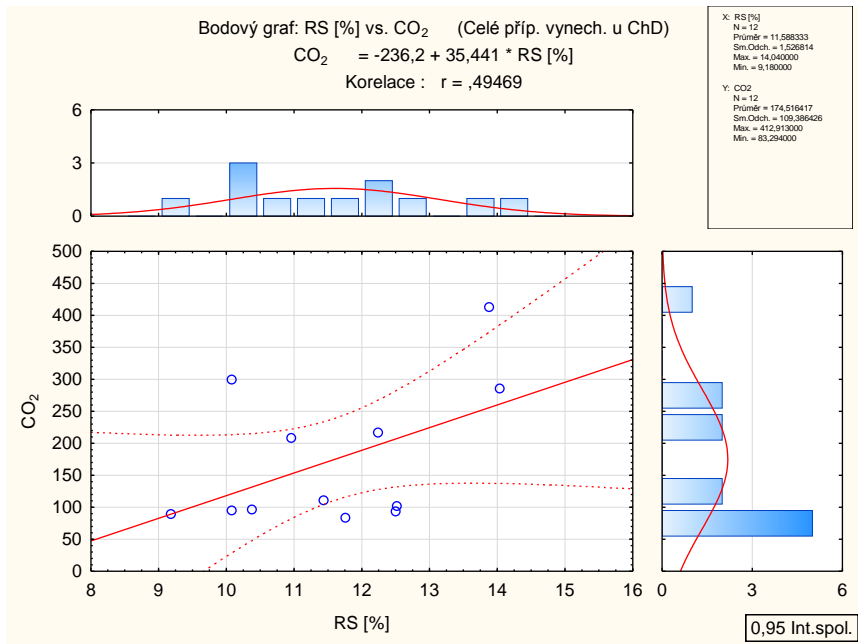 Bodový graf: RS [%] vs. CO2 (Celé příp. vynech. u ChD)
CO2 = -236,2 + 35,441 * RS [%]
Korelace : r = ,49469
X: RS [%]
N = 12
Průměr = 11,588333
Sm.Odch. = 1,526814
Max. = 14,040000
Min. = 9,180000
Y: CO2
N = 12
Průměr = 174,516417
Sm.Odch. = 109,386426
Max. = 412,913000
Min. = 83,294000
6
3
0
500
450
400
350
300
250
200
150
100
50
0
CO2
8 9 10 11 12 13 14 15 16
RS [%]
0 3 6
0,95 Int.spol.